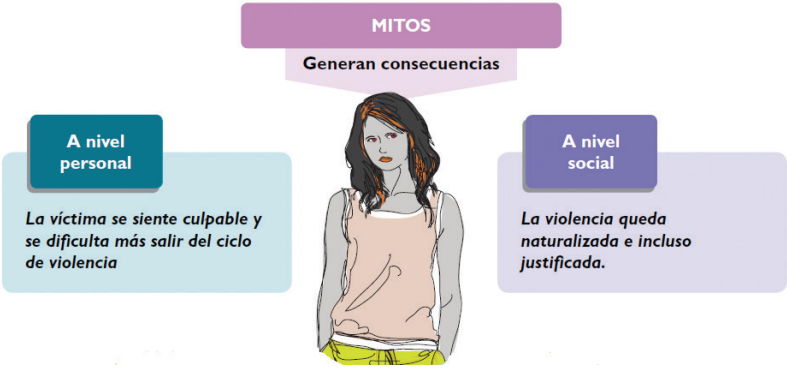 MITOS
Generan consecuencias
A nivel
personal
La víctima se siente culpable y
se dificulta más salir del ciclo
de violencia
A nivel
social
La violencia queda
naturalizada e incluso
justificada.